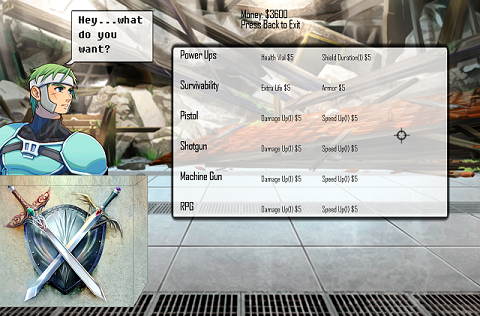 Hey...what
do you
want?
Money: $3600
Press Back to Exit
Power Ups Health Vial $5 Shield Duration(1) $5
Survivability Extra Life $5 Armor $5
Pistol Damage Up(1) $5 Speed Up(1) $5
Shotgun Damage Up(1) $5 Speed Up(1) $5
Machine Gun Damage Up(1) $5 Speed Up(1) $5
RPG Damage Up(1) $5 Speed Up(1) $5